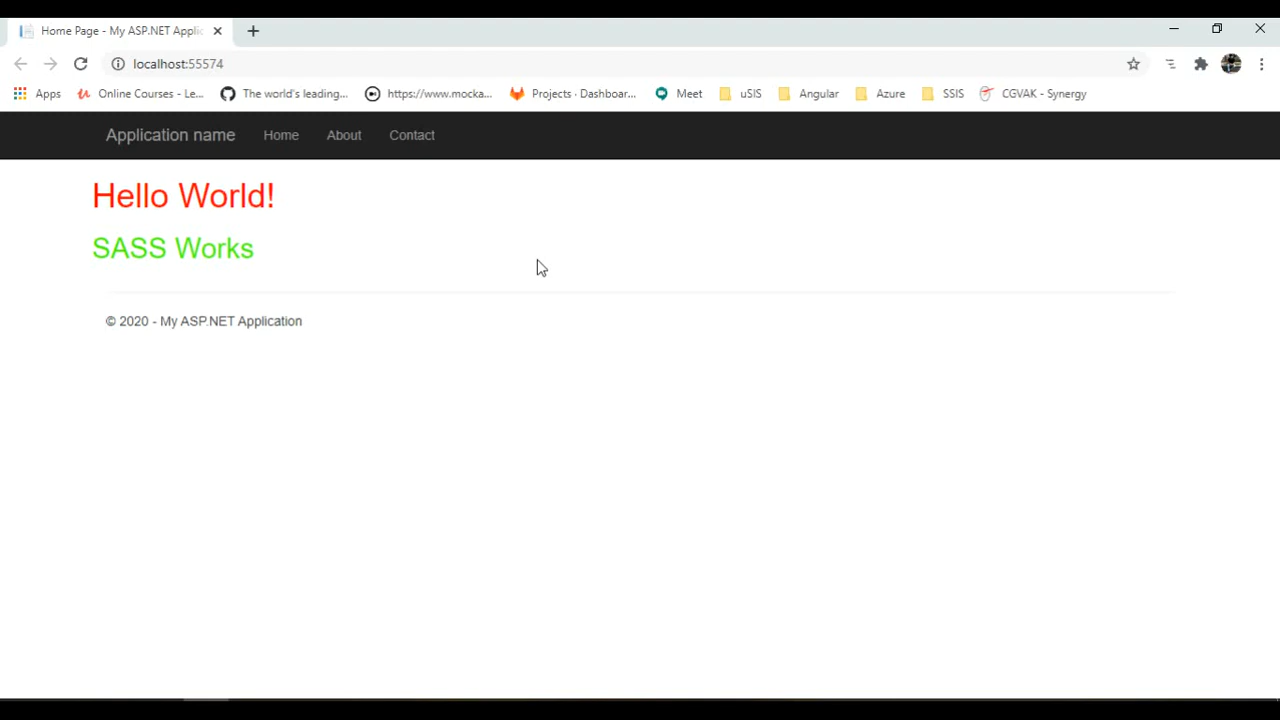 Home Page - My ASP.NET Applic
localhost:55574
Apps Online Courses - Le... The world's leading... https://www.mocka... Projects · Dashboar... Meet uSIS Angular Azure SSIS CGVAK - Synergy
Application name Home About Contact
Hello World!
SASS Works
© 2020 - My ASP.NET Application